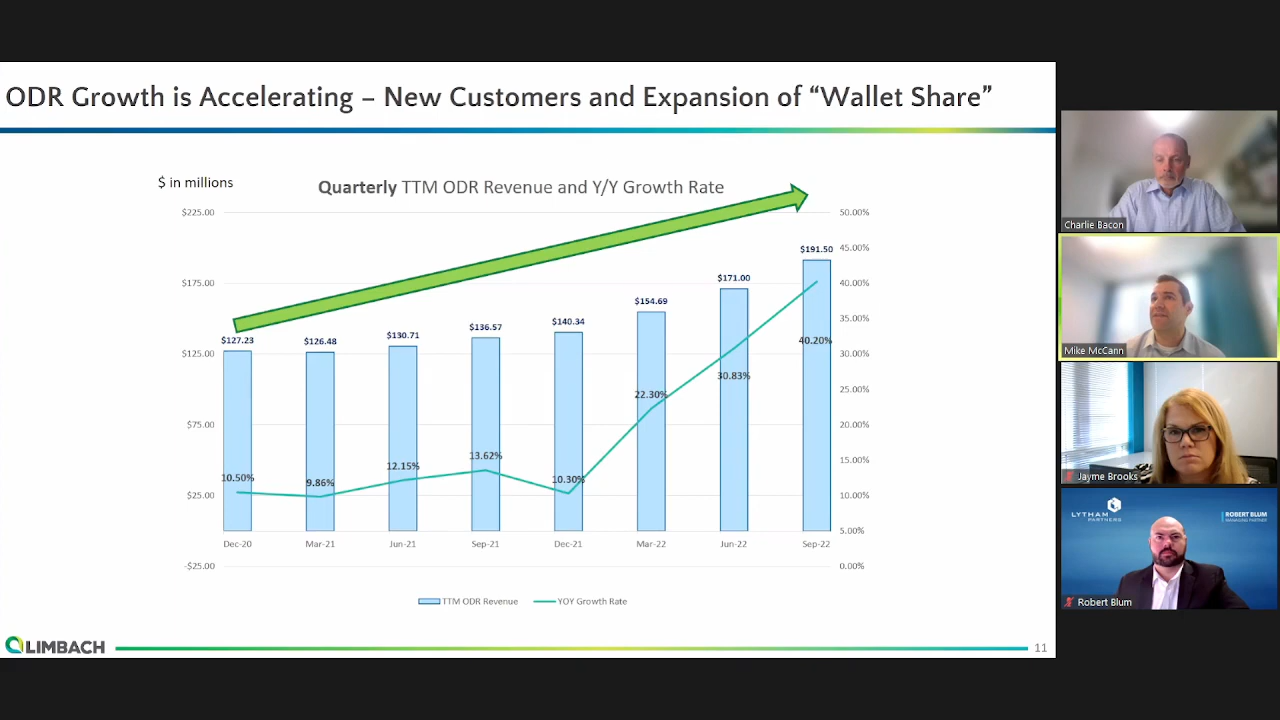 ODR Growth is Accelerating – New Customers and Expansion of “Wallet Share”
$ in millions
Quarterly TTM ODR Revenue and Y/Y Growth Rate
$225.00
$175.00
$125.00
$75.00
$25.00
-$25.00
50.00%
45.00%
40.00%
35.00%
30.00%
25.00%
20.00%
15.00%
10.00%
5.00%
0.00%
$127.23
$126.48
$130.71
$136.57
$140.34
$154.69
$171.00
$191.50
10.50%
9.86%
12.15%
13.62%
10.30%
22.30%
30.83%
40.20%
Dec-20
Mar-21
Jun-21
Sep-21
Dec-21
Mar-22
Jun-22
Sep-22
TTM ODR Revenue
YOY Growth Rate
LIMBACH
11
Charlie Bacon
Mike McCann
Jayme Brooks
LYTHAM
PARTNERS
ROBERT BLUM
MANAGING PARTNER
Robert Blum